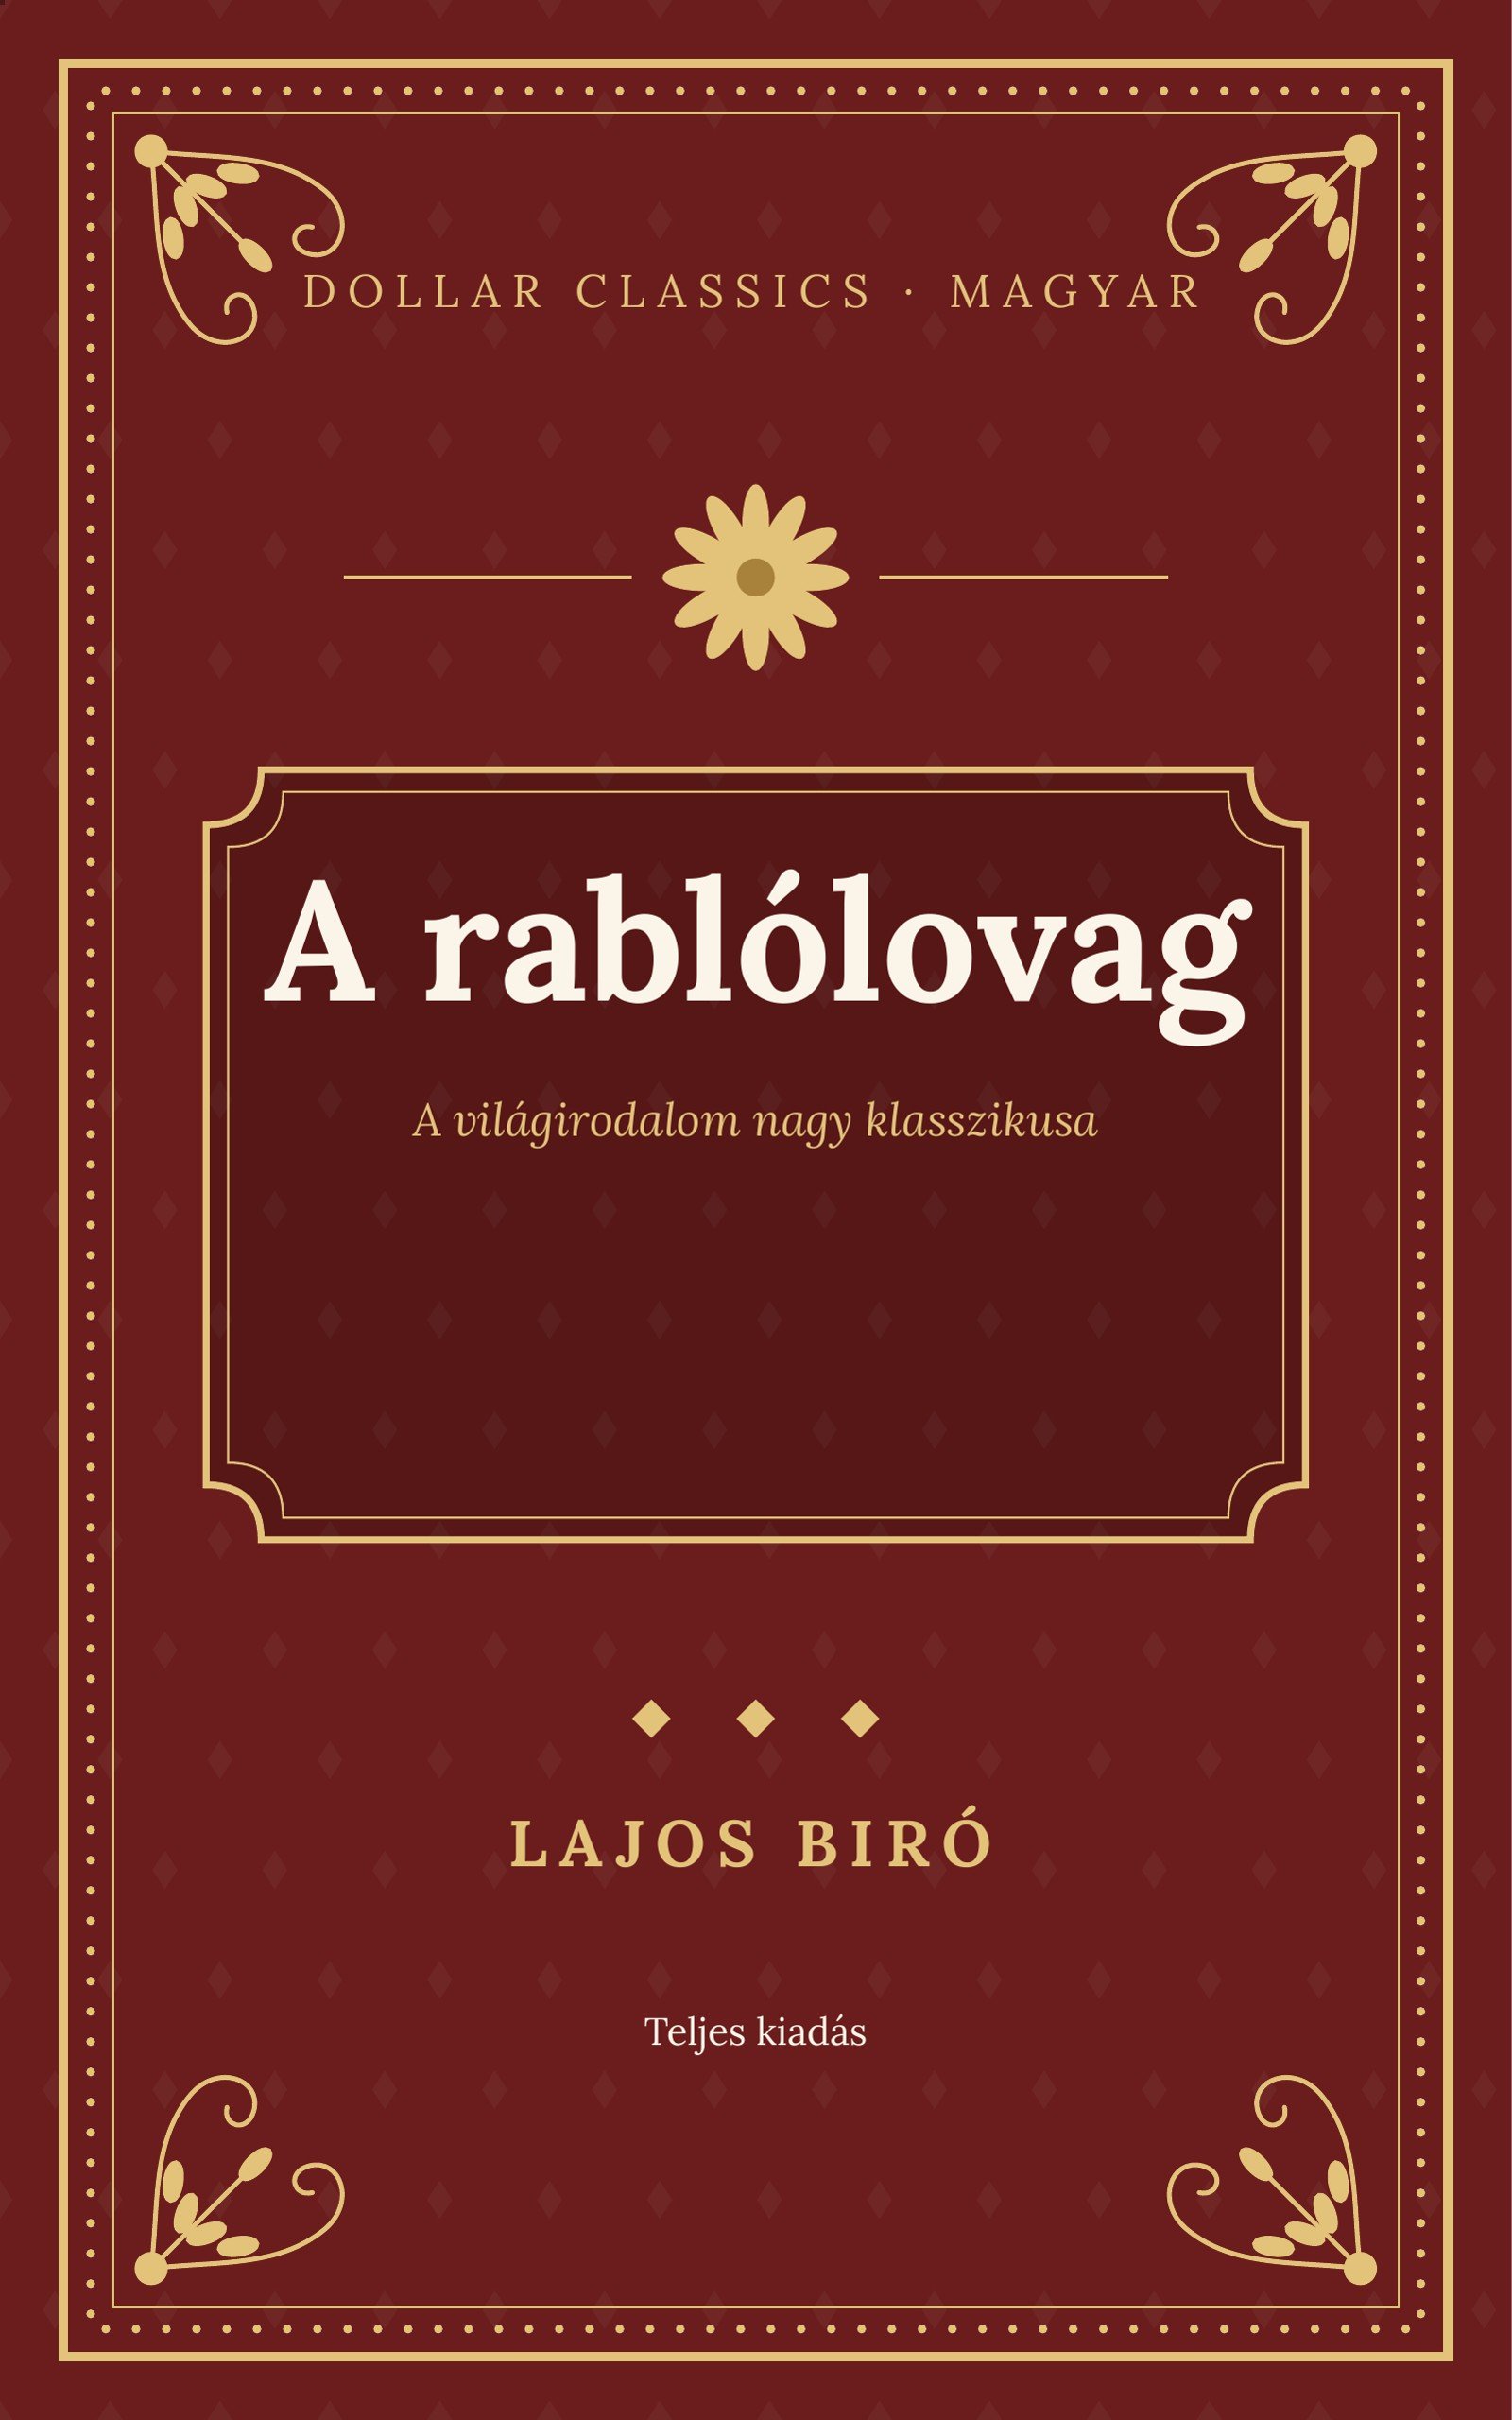 DOLLAR CLASSICS · MAGYAR
A rablólovag
A világirodalom nagy klasszikusa
LAJOS BIRÓ
Teljes kiadás